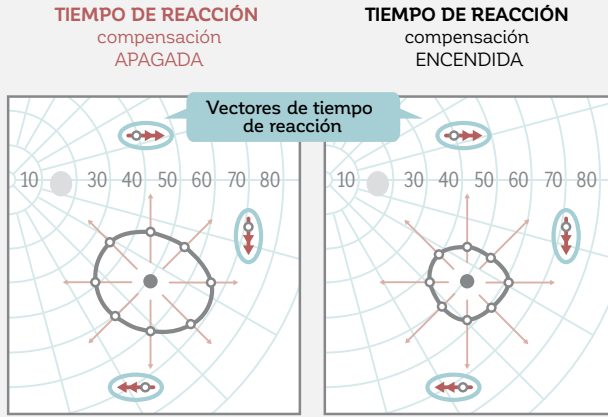 TIEMPO DE REACCIÓN
compensación
APAGADA
TIEMPO DE REACCIÓN
compensación
ENCENDIDA
Vectores de tiempo
de reacción
10 30 40 50 60 70 80
10 30 40 50 60 70 80